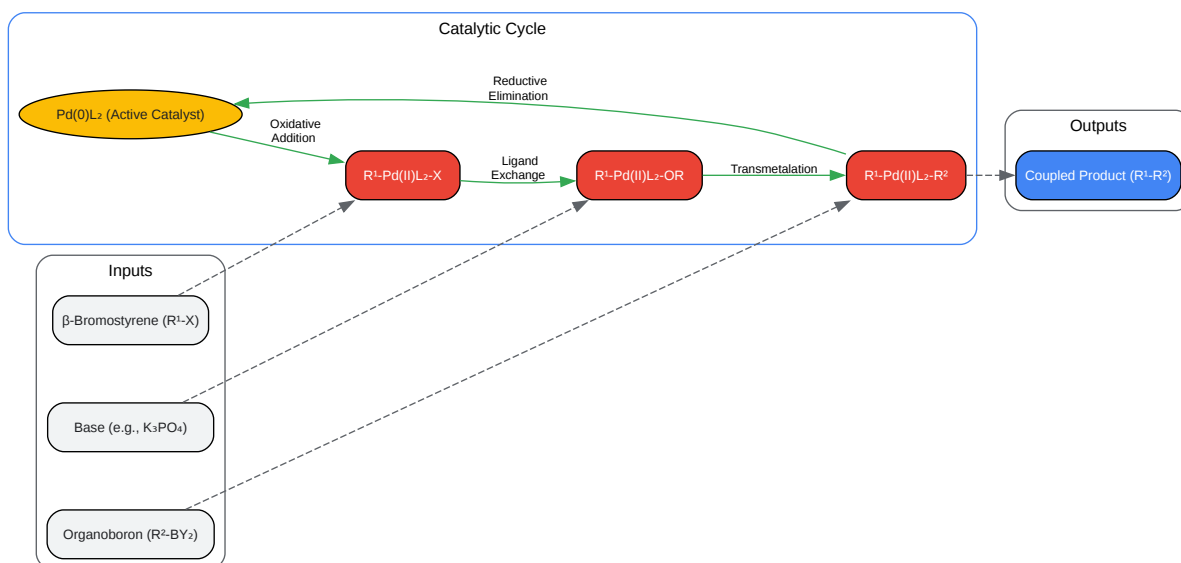 Catalytic Cycle
Reductive
Elimination
Pd(0)L₂ (Active Catalyst)
Oxidative
Addition
Outputs
Ligand
Exchange
Transmetalation
R¹-Pd(II)L₂-X
R¹-Pd(II)L₂-OR
R¹-Pd(II)L₂-R²
Coupled Product (R¹-R²)
Inputs
β-Bromostyrene (R¹-X)
Base (e.g., K₃PO₄)
Organoboron (R²-BY₂)